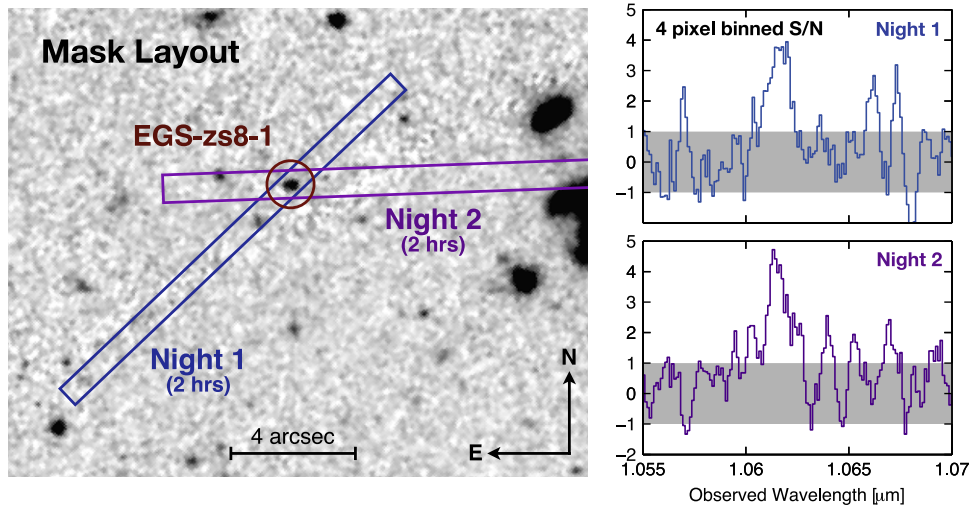 Mask Layout
EGS-zs8-1
Night 2
(2 hrs)
Night 1
(2 hrs)
4 arcsec
N
E
4 pixel binned S/N
Night 1
5
4
3
2
1
0
-1
Night 2
5
4
3
2
1
0
-1
-2
1.055
1.06
1.065
1.07
Observed Wavelength [μm]